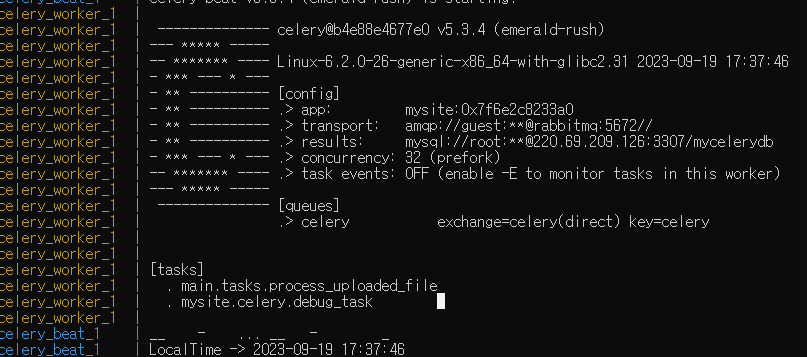 celery beat v5.3.4 (emerald-rush) is starting.
celery_worker_1 |
celery_worker_1 | -------------- celery@b4e88e4677e0 v5.3.4 (emerald-rush)
celery_worker_1 | --- ***** -----
celery_worker_1 | -- ******* ---- Linux-6.2.0-26-generic-x86_64-with-glibc2.31 2023-09-19 17:37:46
celery_worker_1 | - *** --- * ---
celery_worker_1 | - ** ---------- [config]
celery_worker_1 | - ** ---------- .> app: mysite:0x7f6e2c8233a0
celery_worker_1 | - ** ---------- .> transport: amqp://guest:**@rabbitmq:5672//
celery_worker_1 | - ** ---------- .> results: mysql://root:**@220.69.209.126:3307/mycelerydb
celery_worker_1 | - *** --- * --- .> concurrency: 32 (prefork)
celery_worker_1 | -- ******* ---- .> task events: OFF (enable -E to monitor tasks in this worker)
celery_worker_1 | --- ***** -----
celery_worker_1 | -------------- [queues]
celery_worker_1 | .> celery exchange=celery(direct) key=celery
celery_worker_1 |
celery_worker_1 |
celery_worker_1 | [tasks]
celery_worker_1 | . main.tasks.process_uploaded_file
celery_worker_1 | . mysite.celery.debug_task
celery_worker_1 |
celery_beat_1 | __ - ... __ - _
celery_beat_1 | LocalTime -> 2023-09-19 17:37:46